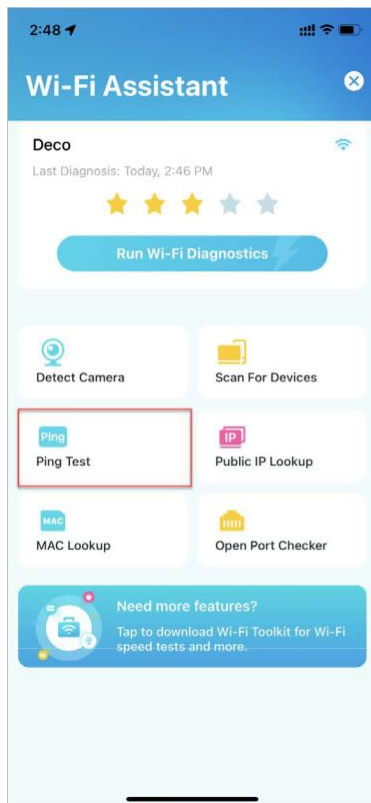 2:48
Wi-Fi Assistant
Deco
Last Diagnosis: Today, 2:46 PM
Run Wi-Fi Diagnostics
Detect Camera
Scan For Devices
Ping
Ping Test
IP
Public IP Lookup
MAC
MAC Lookup
Open Port Checker
Need more features?
Tap to download Wi-Fi Toolkit for Wi-Fi
speed tests and more.